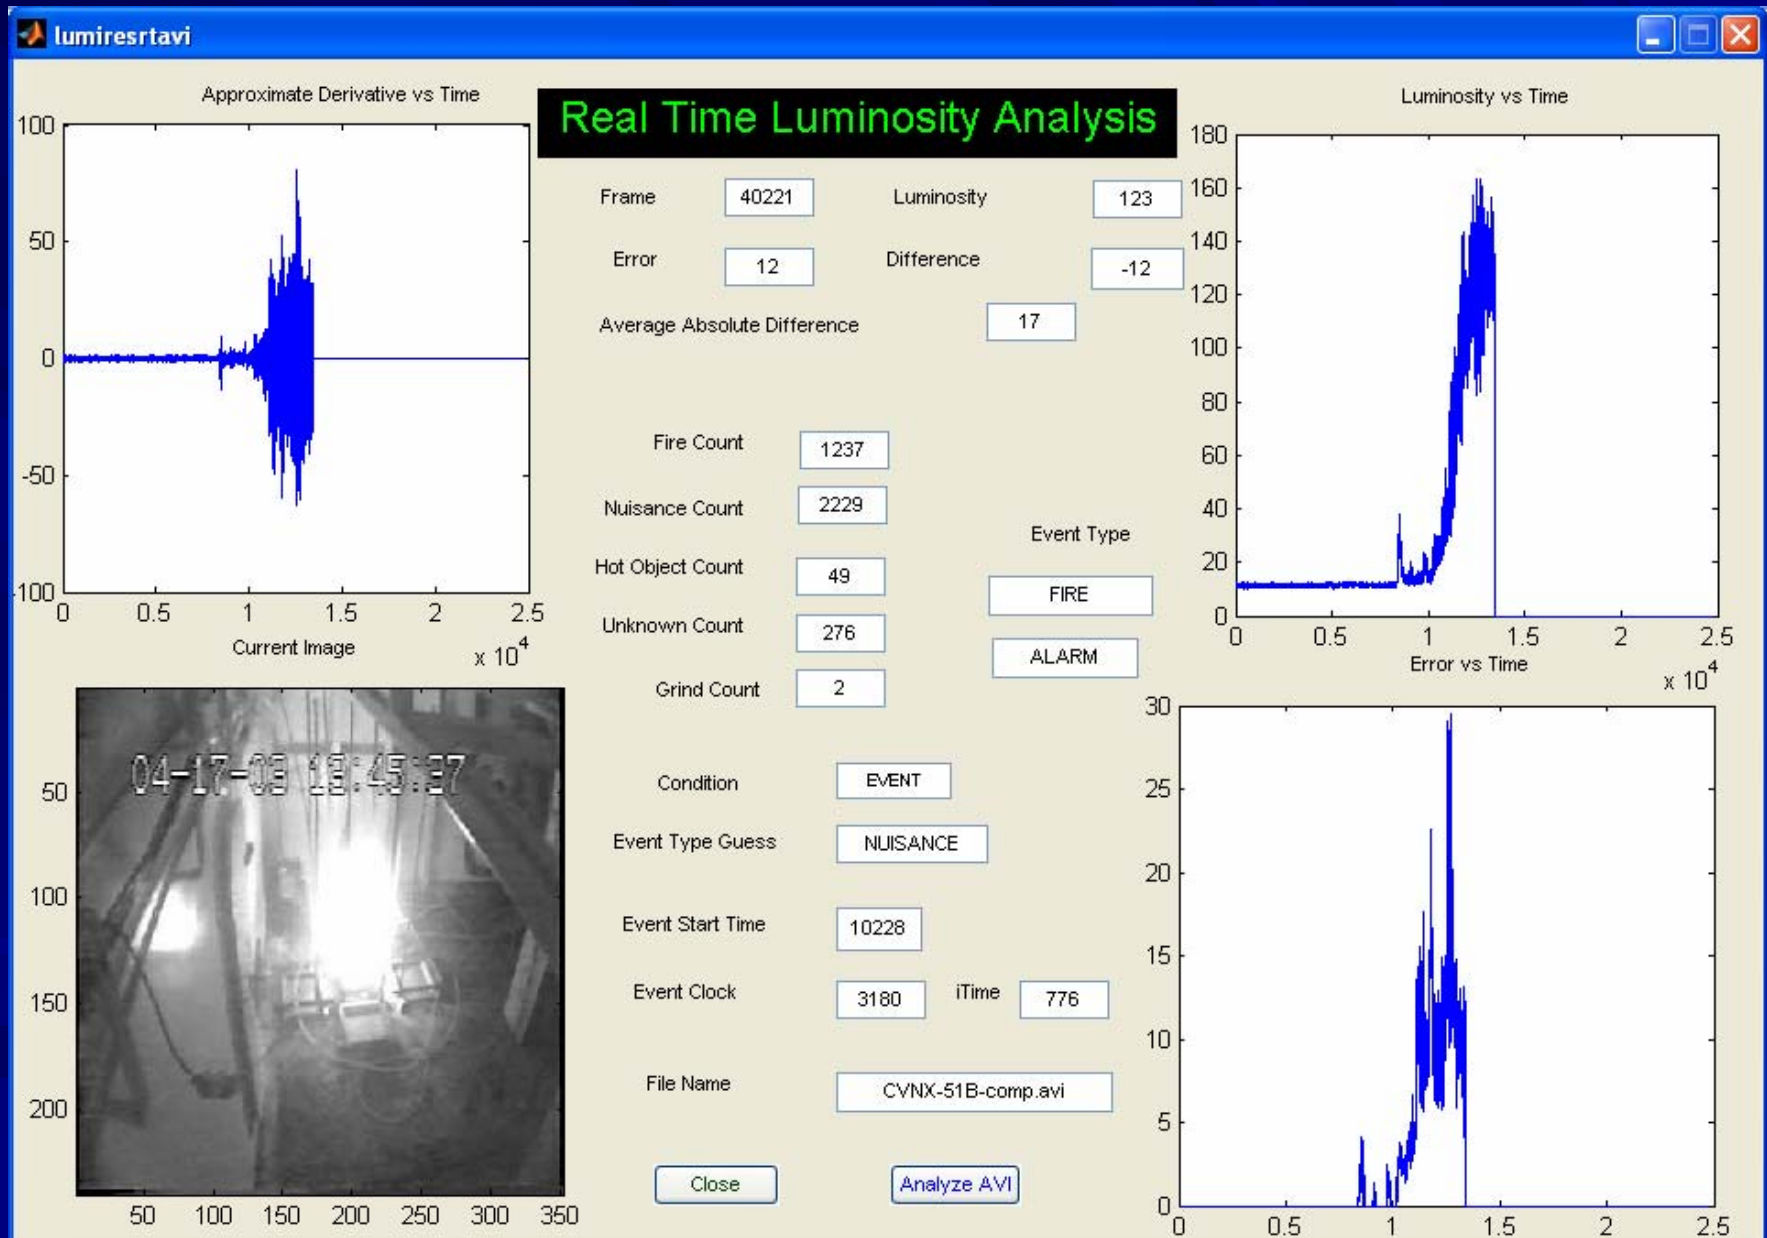 lumiresrtavi
Approximate Derivative vs Time
100
50
0
-50
-100
0 0.5 1 1.5 2 2.5
x 10^4
Real Time Luminosity Analysis
Frame 40221 Luminosity 123
Error 12 Difference -12
Average Absolute Difference 17
Fire Count 1237
Nuisance Count 2229
Hot Object Count 49
Unknown Count 276
Grind Count 2
Event Type
FIRE
ALARM
Condition EVENT
Event Type Guess NUISANCE
Event Start Time 10228
Event Clock 3180 iTime 776
File Name CVNX-51B-comp.avi
Close Analyze AVI
Luminosity vs Time
180
160
140
120
100
80
60
40
20
0
0 0.5 1 1.5 2 2.5
x 10^4
Current Image
04-17-03 13:45:37
50
100
150
200
50 100 150 200 250 300 350
Error vs Time
30
25
20
15
10
5
0
0 0.5 1 1.5 2 2.5